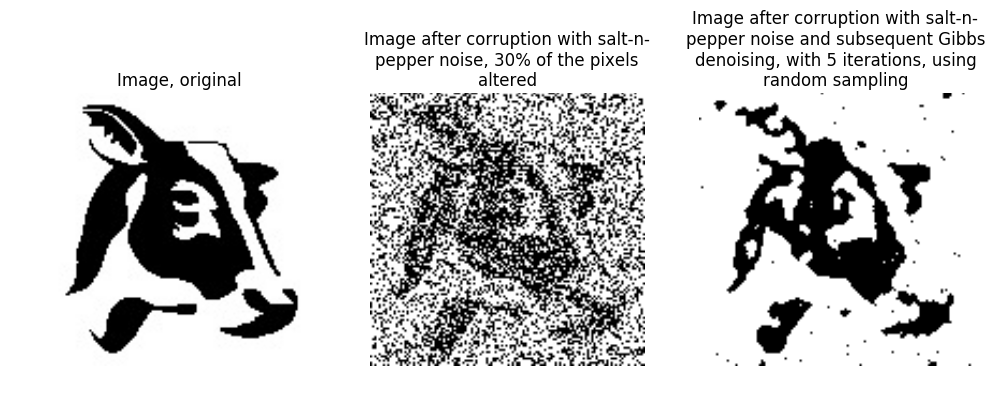 Image, original
Image after corruption with salt-n-
pepper noise, 30% of the pixels
altered
Image after corruption with salt-n-
pepper noise and subsequent Gibbs
denoising, with 5 iterations, using
random sampling